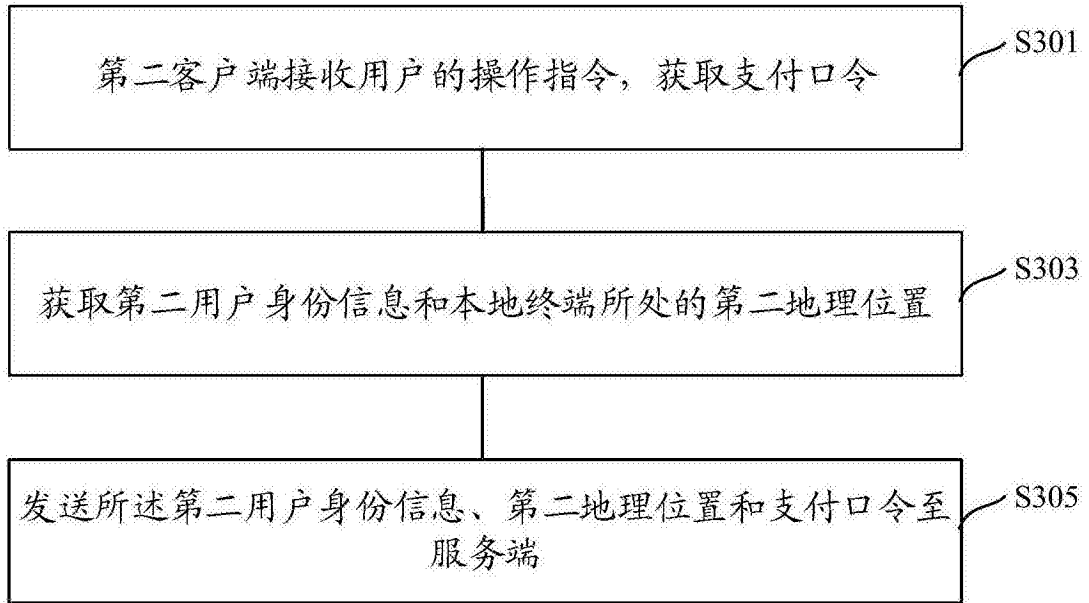 第二客户端接收用户的操作指令，获取支付口令
S301
获取第二用户身份信息和本地终端所处的第二地理位置
S303
发送所述第二用户身份信息、第二地理位置和支付口令至
服务端
S305